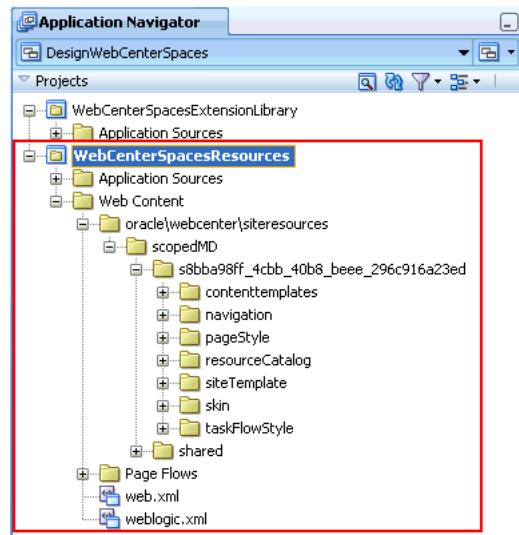 Application Navigator
DesignWebCenterSpaces
Projects
WebCenterSpacesExtensionLibrary
Application Sources
WebCenterSpacesResources
Application Sources
Web Content
oracle\webcenter\siteresources
scopedMD
s8bba98ff_4cbb_40b8_beee_296c916a23ed
contenttemplates
navigation
pageStyle
resourceCatalog
siteTemplate
skin
taskFlowStyle
shared
Page Flows
web.xml
weblogic.xml